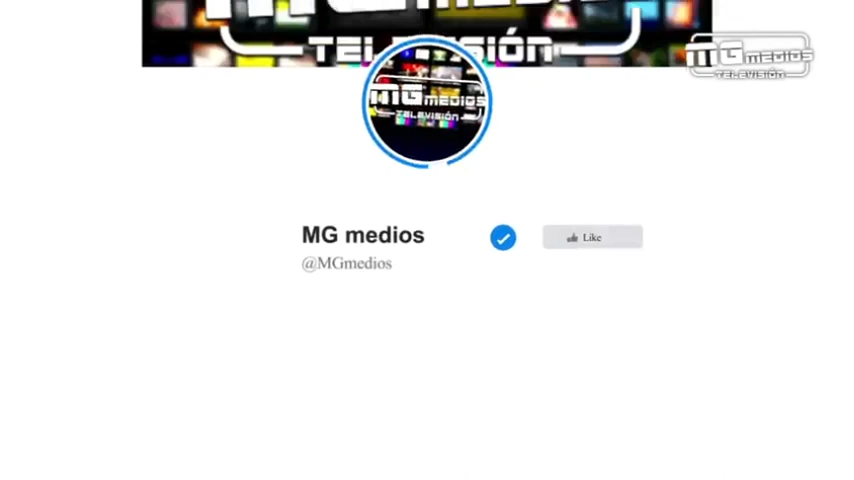 TELEVISIÓN
MG MEDIOS
TELEVISIÓN
MG MEDIOS
TELEVISIÓN
MG medios
@MGmedios
Like